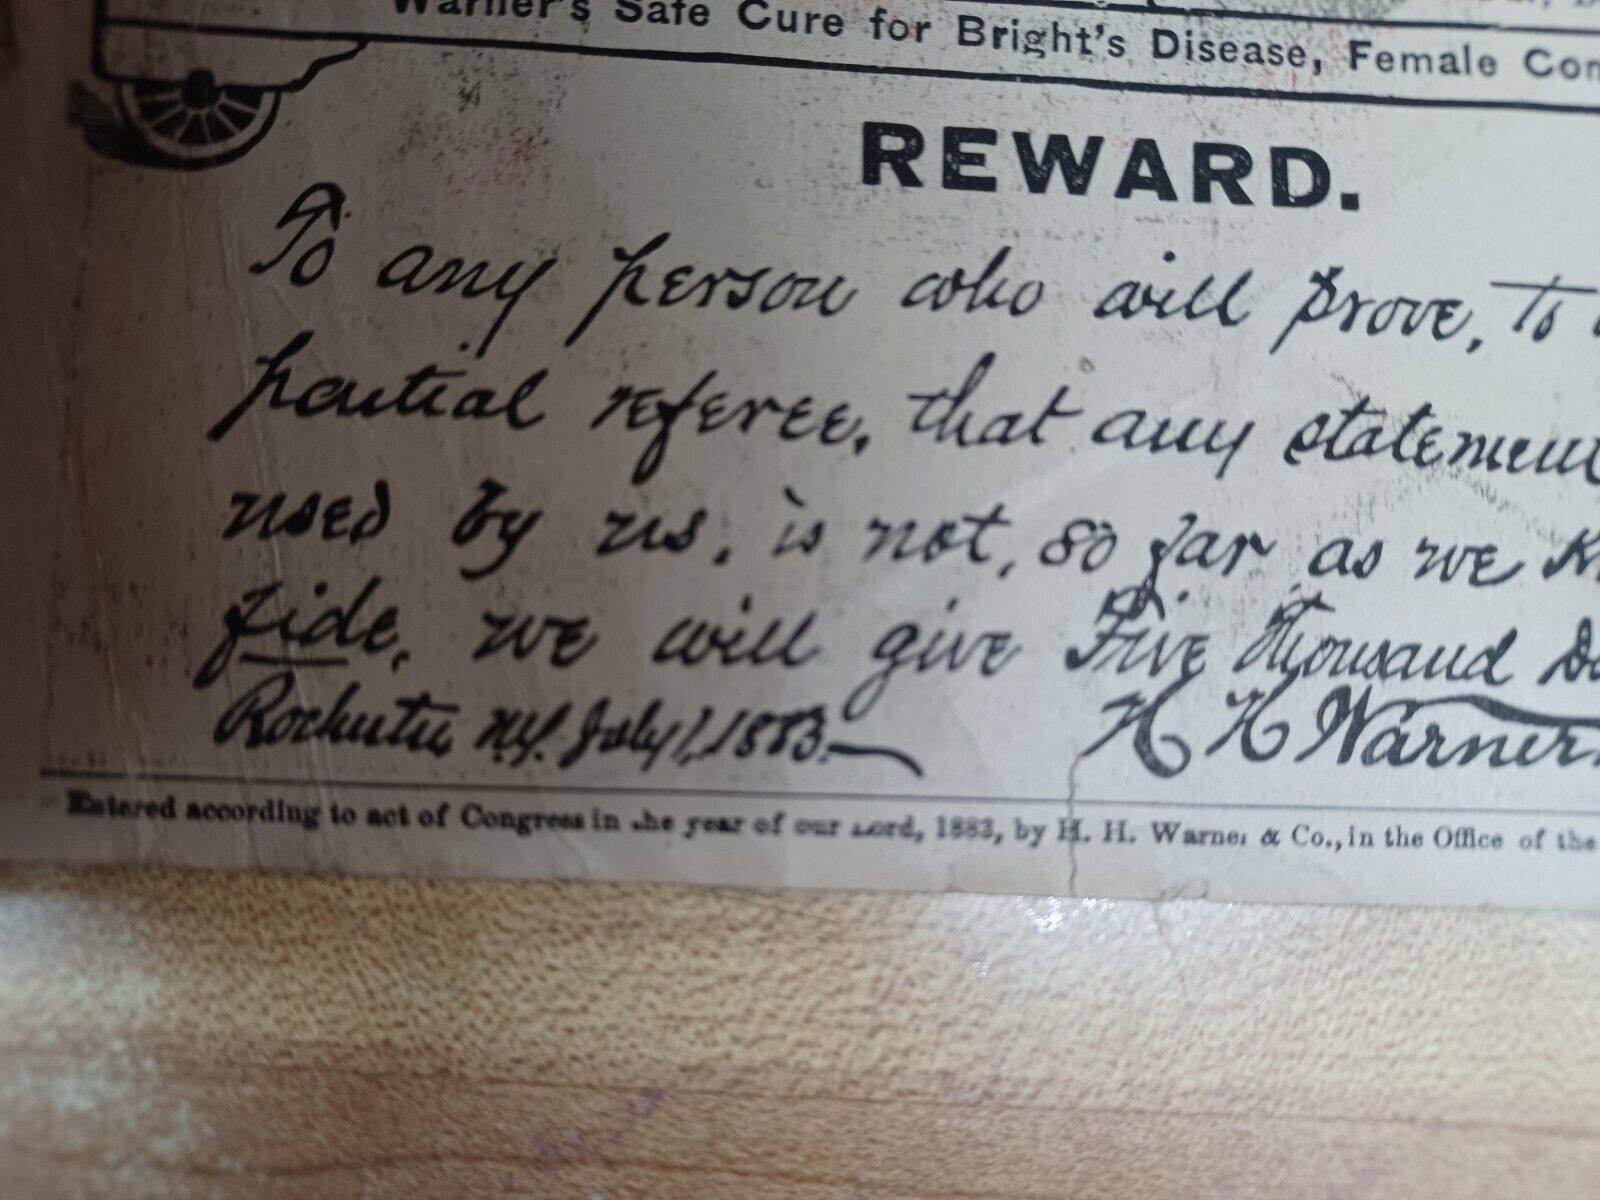 Warner's Safe Cure for Bright's Disease, Female Com
REWARD.
To any person who will prove, to
partial referee, that any statement
used by us, is not, so far as we Kn
fide, we will give Five Thousand Do
Rochester N.Y. July 1, 1883.
H H Warner
Entered according to act of Congress in the year of our Lord, 1883, by H. H. Warner & Co., in the Office of the